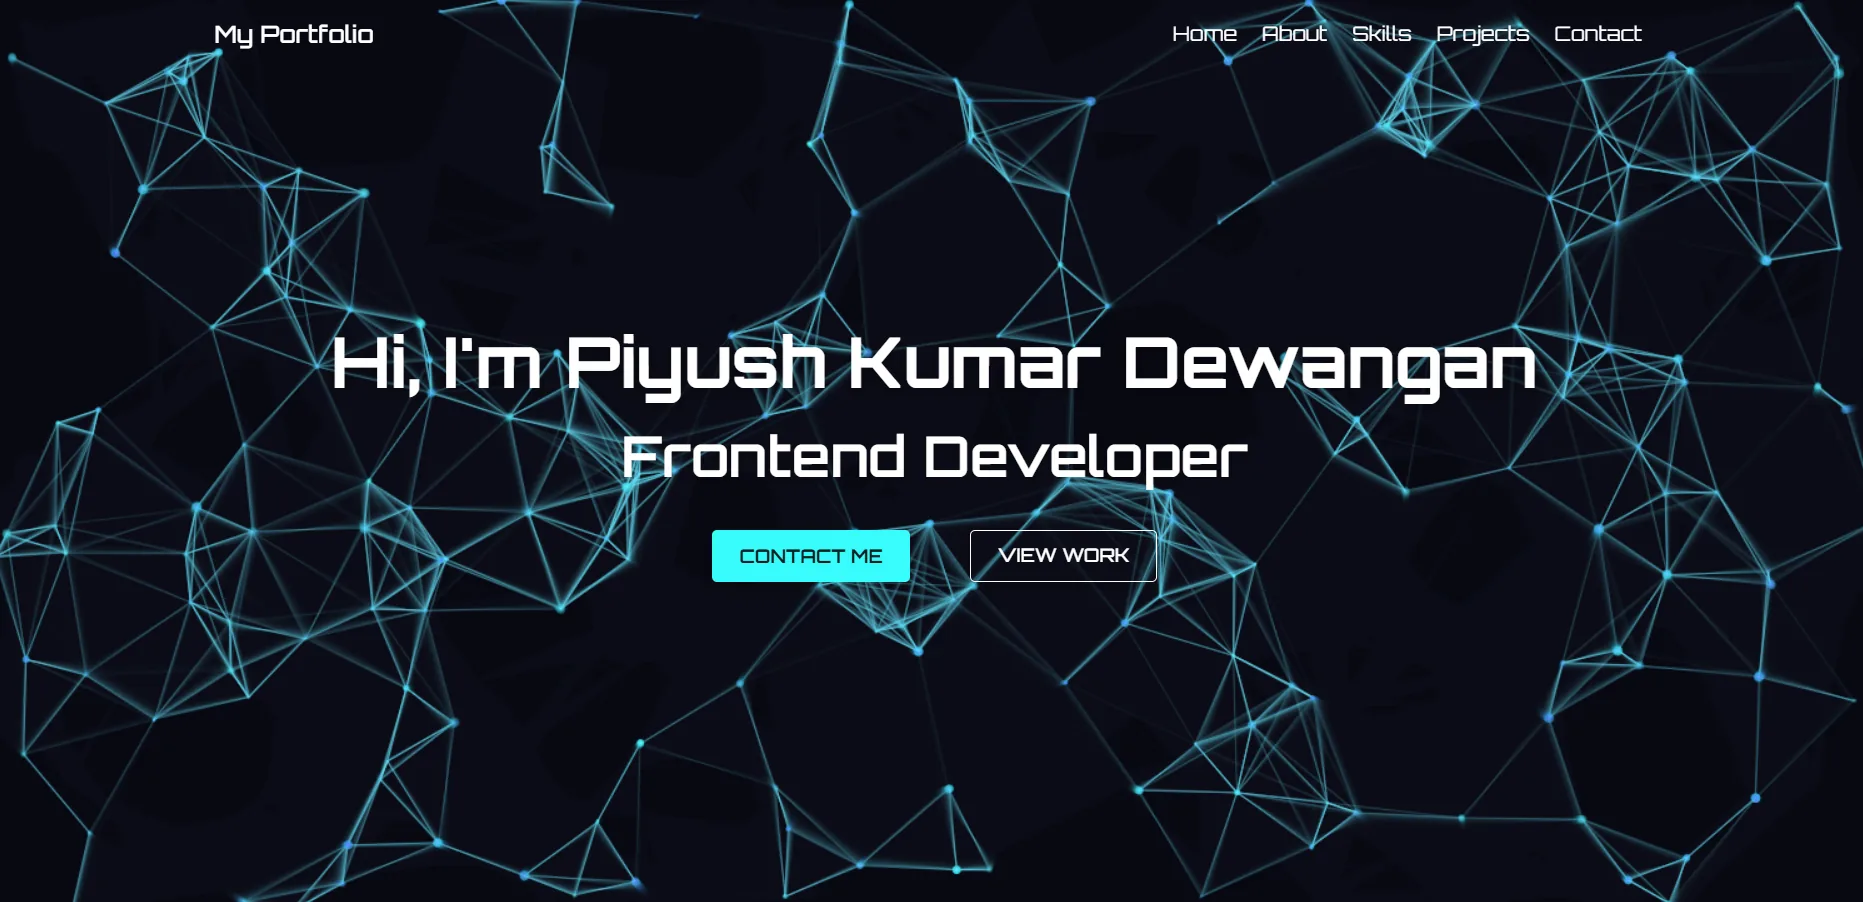 My Portfolio
Home About Skills Projects Contact
Hi, I'm Piyush Kumar Dewangan
Frontend Developer
CONTACT ME
VIEW WORK